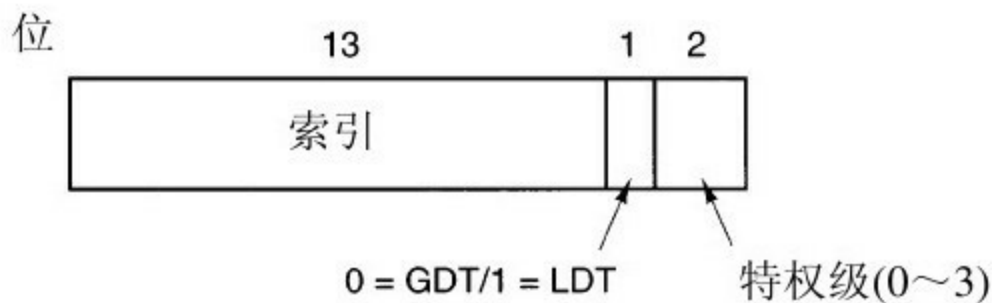 位 13 1 2
索引
0 = GDT/1 = LDT 特权级(0～3)